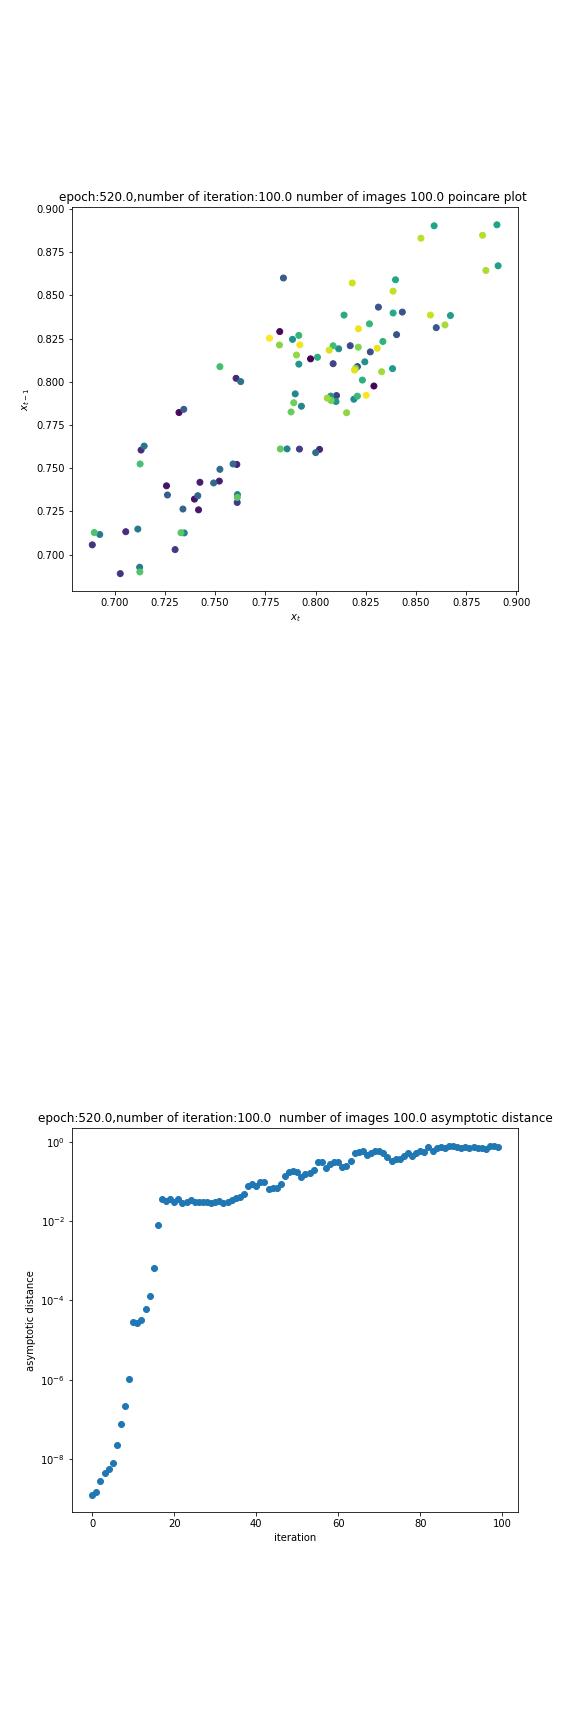 epoch:520.0,number of iteration:100.0 number of images 100.0 poincare plot
0.900
0.875
0.850
0.825
0.800
0.775
0.750
0.725
0.700
x_{t-1}
0.700 0.725 0.750 0.775 0.800 0.825 0.850 0.875 0.900
x_t
epoch:520.0,number of iteration:100.0  number of images 100.0 asymptotic distance
10^0
10^{-2}
10^{-4}
10^{-6}
10^{-8}
asymptotic distance
0 20 40 60 80 100
iteration